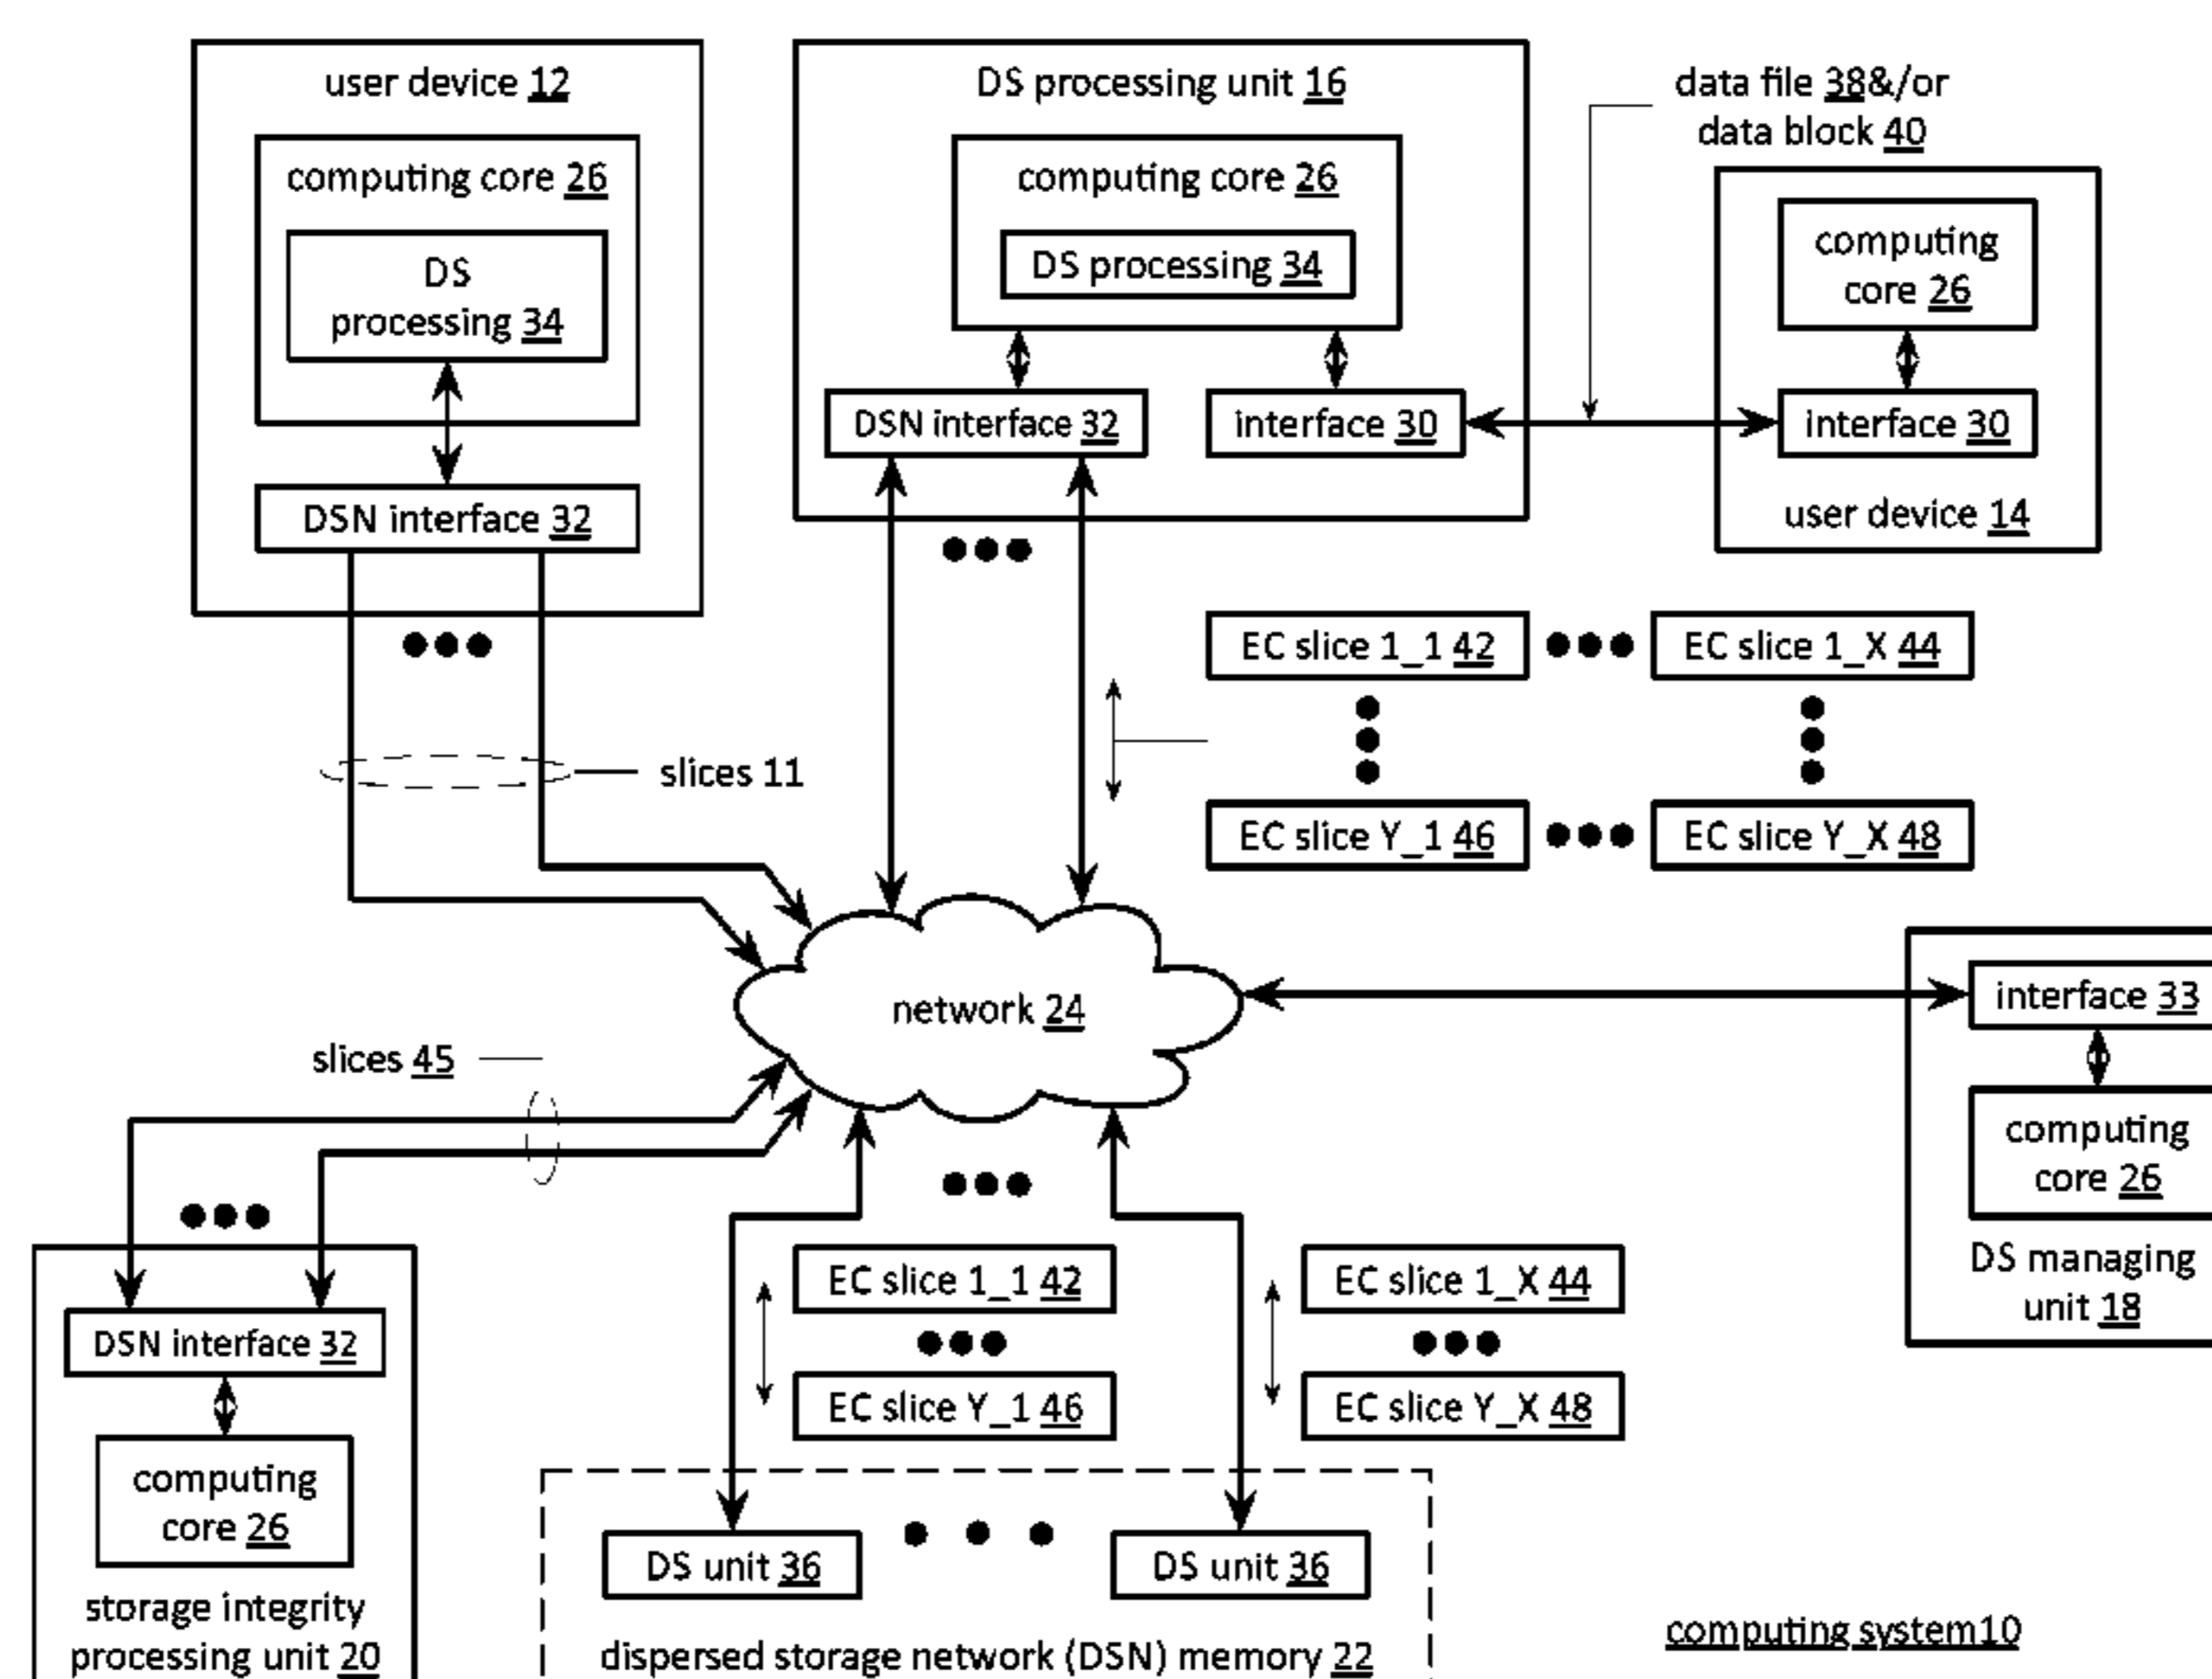 user device 12
computing core 26
DS
processing 34
DSN interface 32
DS processing unit 16
computing core 26
DS processing 34
DSN interface 32
interface 30
data file 38&/or
data block 40
computing
core 26
interface 30
user device 14
slices 11
EC slice 1_1 42
EC slice 1_X 44
EC slice Y_1 46
EC slice Y_X 48
network 24
interface 33
computing
core 26
DS managing
unit 18
slices 45
DSN interface 32
computing
core 26
storage integrity
processing unit 20
EC slice 1_1 42
EC slice Y_1 46
EC slice 1_X 44
EC slice Y_X 48
DS unit 36
DS unit 36
dispersed storage network (DSN) memory 22
computing system10